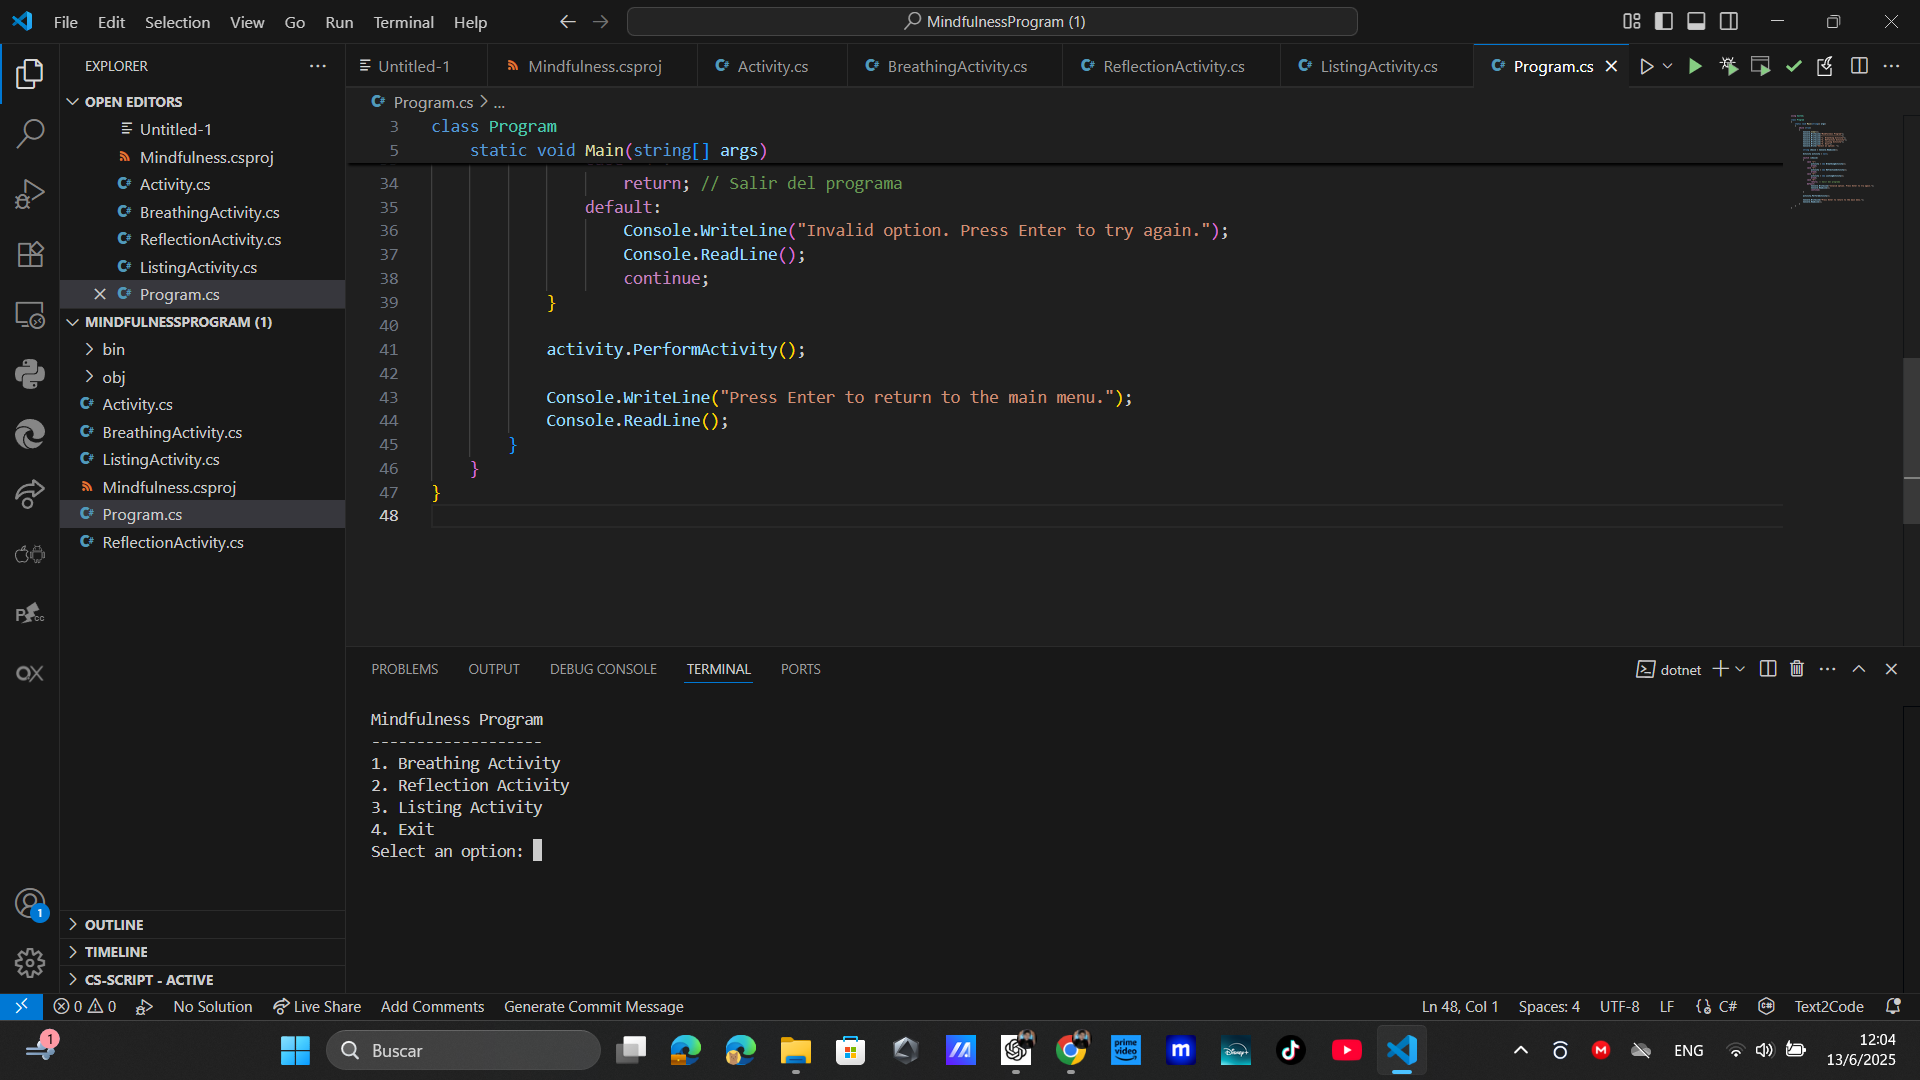 File Edit Selection View Go Run Terminal Help
MindfulnessProgram (1)
EXPLORER
OPEN EDITORS
Untitled-1
Mindfulness.csproj
Activity.cs
BreathingActivity.cs
ReflectionActivity.cs
ListingActivity.cs
Program.cs
MINDFULNESSPROGRAM (1)
bin
obj
Activity.cs
BreathingActivity.cs
ListingActivity.cs
Mindfulness.csproj
Program.cs
ReflectionActivity.cs
OUTLINE
TIMELINE
CS-SCRIPT - ACTIVE
Untitled-1 Mindfulness.csproj Activity.cs BreathingActivity.cs ReflectionActivity.cs ListingActivity.cs Program.cs
Program.cs > ...
3 class Program
5 static void Main(string[] args)
34 return; // Salir del programa
35 default:
36 Console.WriteLine("Invalid option. Press Enter to try again.");
37 Console.ReadLine();
38 continue;
39 }
40
41 activity.PerformActivity();
42
43 Console.WriteLine("Press Enter to return to the main menu.");
44 Console.ReadLine();
45 }
46 }
47 }
48
PROBLEMS OUTPUT DEBUG CONSOLE TERMINAL PORTS
dotnet
Mindfulness Program
-------------------
1. Breathing Activity
2. Reflection Activity
3. Listing Activity
4. Exit
Select an option:
1
0 0 No Solution Live Share Add Comments Generate Commit Message
Ln 48, Col 1 Spaces: 4 UTF-8 LF C# Text2Code
1
Buscar
prime video
m
Disney+
M
ENG
12:04
13/6/2025